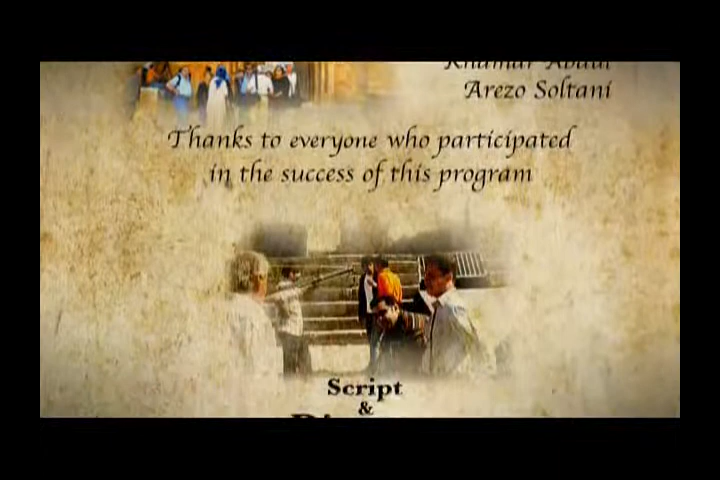 Arezo Soltani
Thanks to everyone who participated
in the success of this program
Script
&